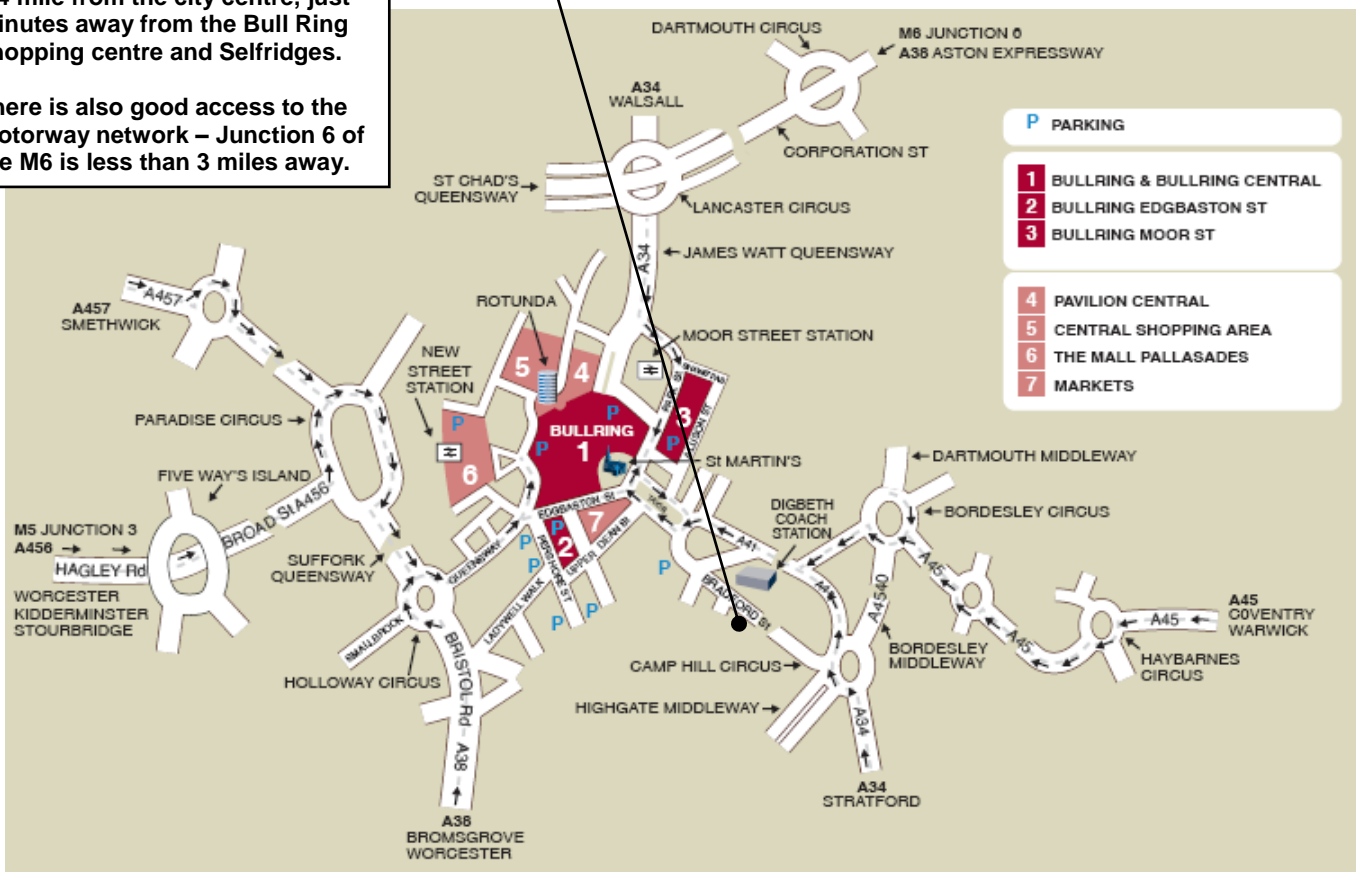 mile from the city centre, just
away from the Bull Ring
centre and Selfridges.
is also good access to the
network – Junction 6 of
M6 is less than 3 miles away.
DARTMOUTH CIRCUS
M6 JUNCTION 6
A38 ASTON EXPRESSWAY
A34
WALSALL
CORPORATION ST
ST CHAD'S
QUEENSWAY
LANCASTER CIRCUS
A34
JAMES WATT QUEENSWAY
P PARKING
1 BULLRING & BULLRING CENTRAL
2 BULLRING EDGBASTON ST
3 BULLRING MOOR ST
4 PAVILION CENTRAL
5 CENTRAL SHOPPING AREA
6 THE MALL PALLASADES
7 MARKETS
A457
A457
SMETHWICK
ROTUNDA
MOOR STREET STATION
NEW
STREET
STATION
5
4
PARK ST
3
P
P
P
P
BULLRING
1
6
St MARTIN'S
PARADISE CIRCUS
FIVE WAY'S ISLAND
BROAD St A456
M5 JUNCTION 3
A456
HAGLEY Rd
WORCESTER
KIDDERMINSTER
STOURBRIDGE
SUFFORK
QUEENSWAY
QUEENSWAY
SMALLBROOK
HOLLOWAY CIRCUS
BRISTOL Rd
A38
A38
BROMSGROVE
WORCESTER
EDGBASTON St
P
2
7
UPPER DEAN St
PERSHORE ST
LADYWELL WALK
P
P
P
P
P
A41
BRADFORD St
DIGBETH
COACH
STATION
DARTMOUTH MIDDLEWAY
BORDESLEY CIRCUS
A45
A45
A45
A45
COVENTRY
WARWICK
HAYBARNES
CIRCUS
A4540
BORDESLEY
MIDDLEWAY
CAMP HILL CIRCUS
HIGHGATE MIDDLEWAY
A34
A34
STRATFORD